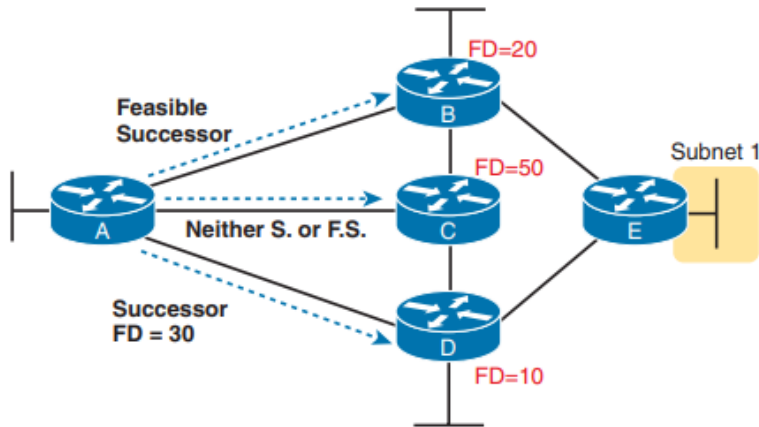 FD=20
B
Feasible
Successor
FD=50
Subnet 1
A
Neither S. or F.S.
C
E
Successor
FD = 30
D
FD=10